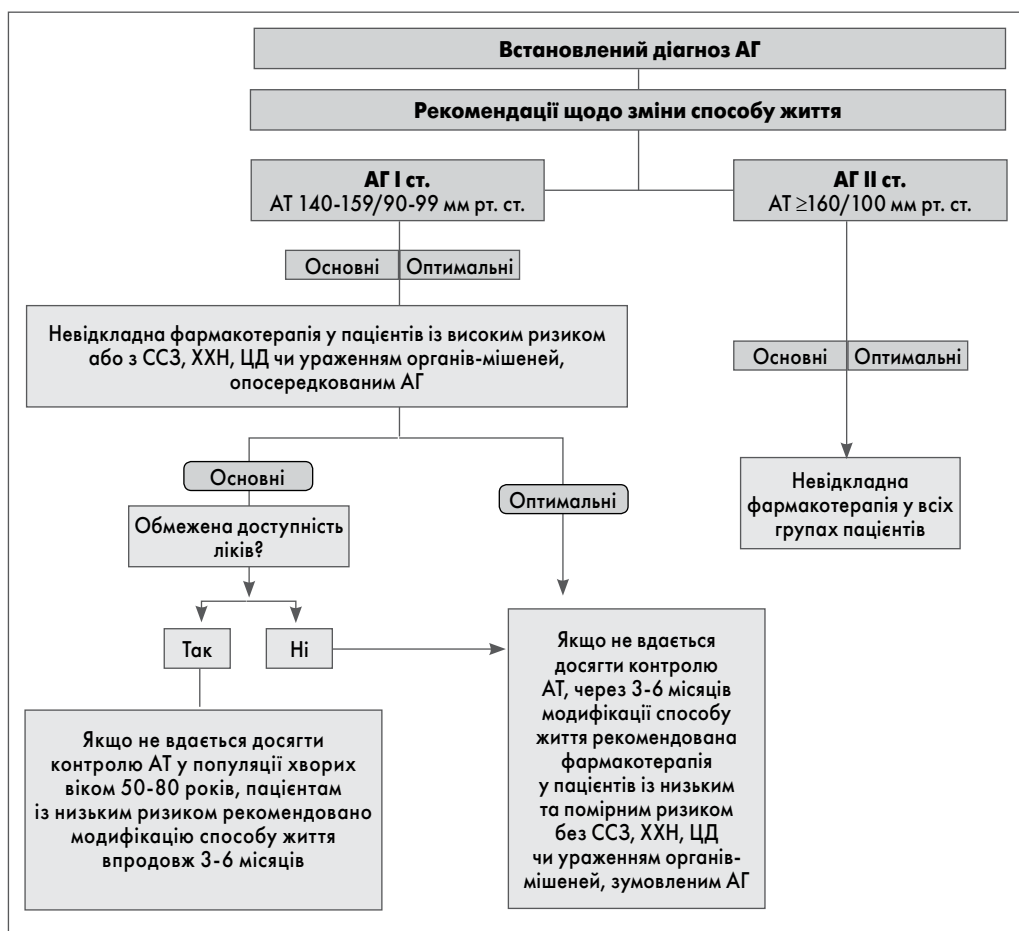 Встановлений діагноз АГ
Рекомендації щодо зміни способу життя
АГ І ст.
АТ 140-159/90-99 мм рт. ст.
АГ ІІ ст.
АТ ≥160/100 мм рт. ст.
Основні
Оптимальні
Невідкладна фармакотерапія у пацієнтів із високим ризиком
або з ССЗ, ХХН, ЦД чи ураженням органів-мішеней,
опосередкованим АГ
Основні
Оптимальні
Невідкладна
фармакотерапія у всіх
групах пацієнтів
Основні
Оптимальні
Обмежена доступність
ліків?
Так
Ні
Якщо не вдається досягти
контролю АТ у популяції хворих
віком 50-80 років, пацієнтам
із низьким ризиком рекомендовано
модифікацію способу життя
впродовж 3-6 місяців
Якщо не вдається
досягти контролю
АТ, через 3-6 місяців
модифікації способу
життя рекомендована
фармакотерапія
у пацієнтів із низьким
та помірним ризиком
без ССЗ, ХХН, ЦД
чи ураженням органів-
мішеней, зумовленим АГ